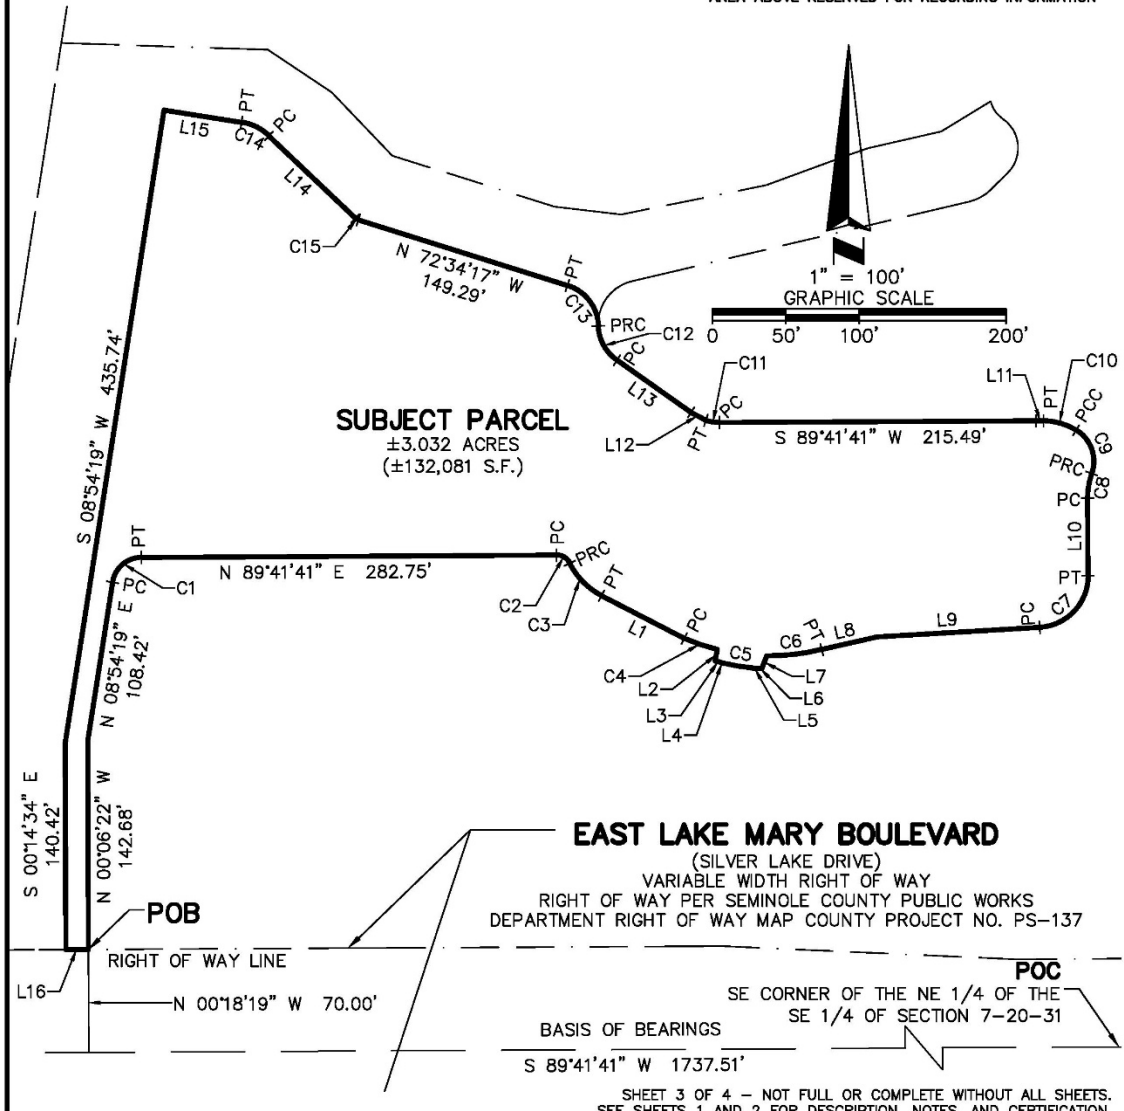 AREA ABOVE RESERVED FOR RECORDING INFORMATION
L15
PT
C14
PC
L14
C15
N 72°34'17" W
149.29'
PT
C13
PRC
C12
PC
L13
1" = 100'
GRAPHIC SCALE
0 50' 100' 200'
C11
L12
PT
PC
L11
PT
C10
PCC
C9
PRC
C8
PC
L10
PT
C7
S 89°41'41" W 215.49'
SUBJECT PARCEL
±3.032 ACRES
(±132,081 S.F.)
S 08°54'19" W 435.74'
PT
PC
C1
N 89°41'41" E 282.75'
PC
PRC
C2
C3
PT
L1
PC
C4
L2
L3
L4
C5
L5
L6
L7
C6
PT
L8
L9
PC
N 08°54'19" E
108.42'
S 00°14'34" E
140.42'
N 00°06'22" W
142.68'
POB
EAST LAKE MARY BOULEVARD
(SILVER LAKE DRIVE)
VARIABLE WIDTH RIGHT OF WAY
RIGHT OF WAY PER SEMINOLE COUNTY PUBLIC WORKS
DEPARTMENT RIGHT OF WAY MAP COUNTY PROJECT NO. PS-137
RIGHT OF WAY LINE
L16
N 00°18'19" W 70.00'
POC
SE CORNER OF THE NE 1/4 OF THE
SE 1/4 OF SECTION 7-20-31
BASIS OF BEARINGS
S 89°41'41" W 1737.51'
SHEET 3 OF 4 – NOT FULL OR COMPLETE WITHOUT ALL SHEETS.
SEE SHEETS 1 AND 2 FOR DESCRIPTION, NOTES, AND CERTIFICATION